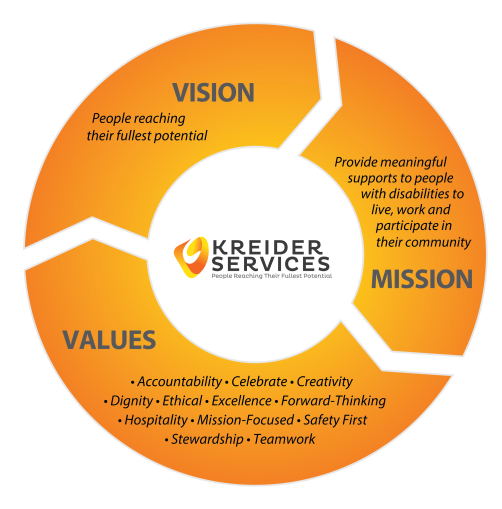 VISION
People reaching
their fullest potential
Provide meaningful
supports to people
with disabilities to
live, work and
participate in
their community
MISSION
KREIDER
SERVICES
People Reaching Their Fullest Potential
VALUES
• Accountability • Celebrate • Creativity
• Dignity • Ethical • Excellence • Forward-Thinking
• Hospitality • Mission-Focused • Safety First
• Stewardship • Teamwork